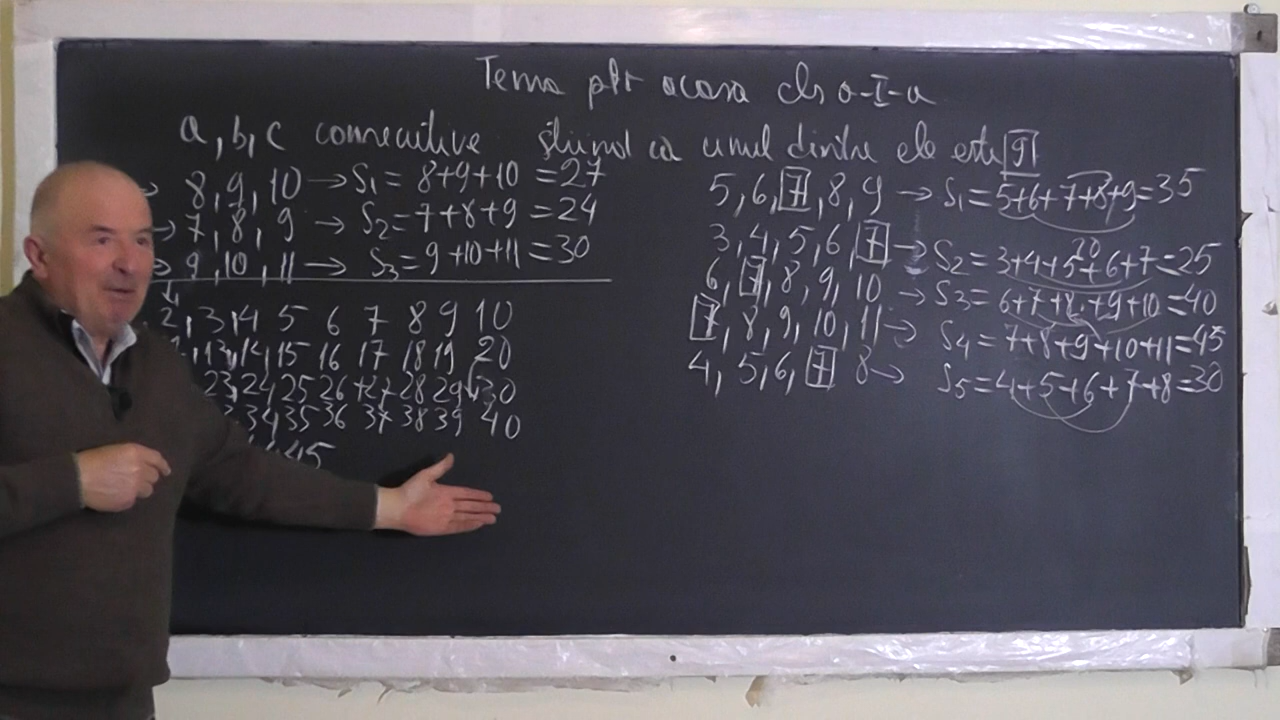 Tema ptr acasa cls a-I-a
a, b, c consecutive știind ca unul dintre ele este 9
8, 9, 10 → S1 = 8+9+10 = 27
→ 7, 8, 9 → S2 = 7+8+9 = 24
→ 9, 10, 11 → S3 = 9+10+11 = 30
2, 3, 4 5 6 7 8 9 10
13, 14, 15 16 17 18 19 20
23, 24 25 26 27 28 29 30
34 35 36 37 38 39 40
45
5, 6, 7, 8, 9 → S1 = 5+6+7+8+9 = 35
20
3, 4, 5, 6, 7 → S2 = 3+4+5+6+7 = 25
6, 7, 8, 9, 10 → S3 = 6+7+8+9+10 = 40
7, 8, 9, 10, 11 → S4 = 7+8+9+10+11 = 45
4, 5, 6, 7 8 → S5 = 4+5+6+7+8 = 30